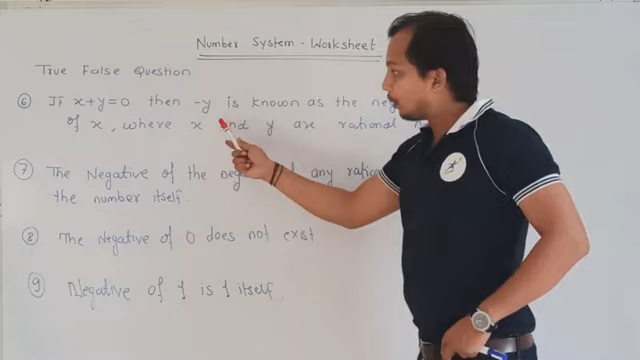 Number System - Worksheet
True False Question
⑥ If x+y=0 then -y is known as the neg
of x, where x and y are rational
⑦ The Negative of the neg any ratio
the number itself.
⑧ The Negative of 0 does not exist
⑨ Negative of 1 is 1 itself.